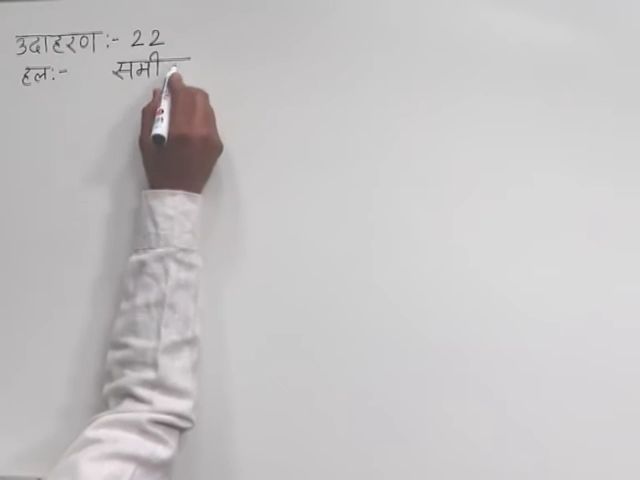 उदाहरण :- 22
हल :- समी